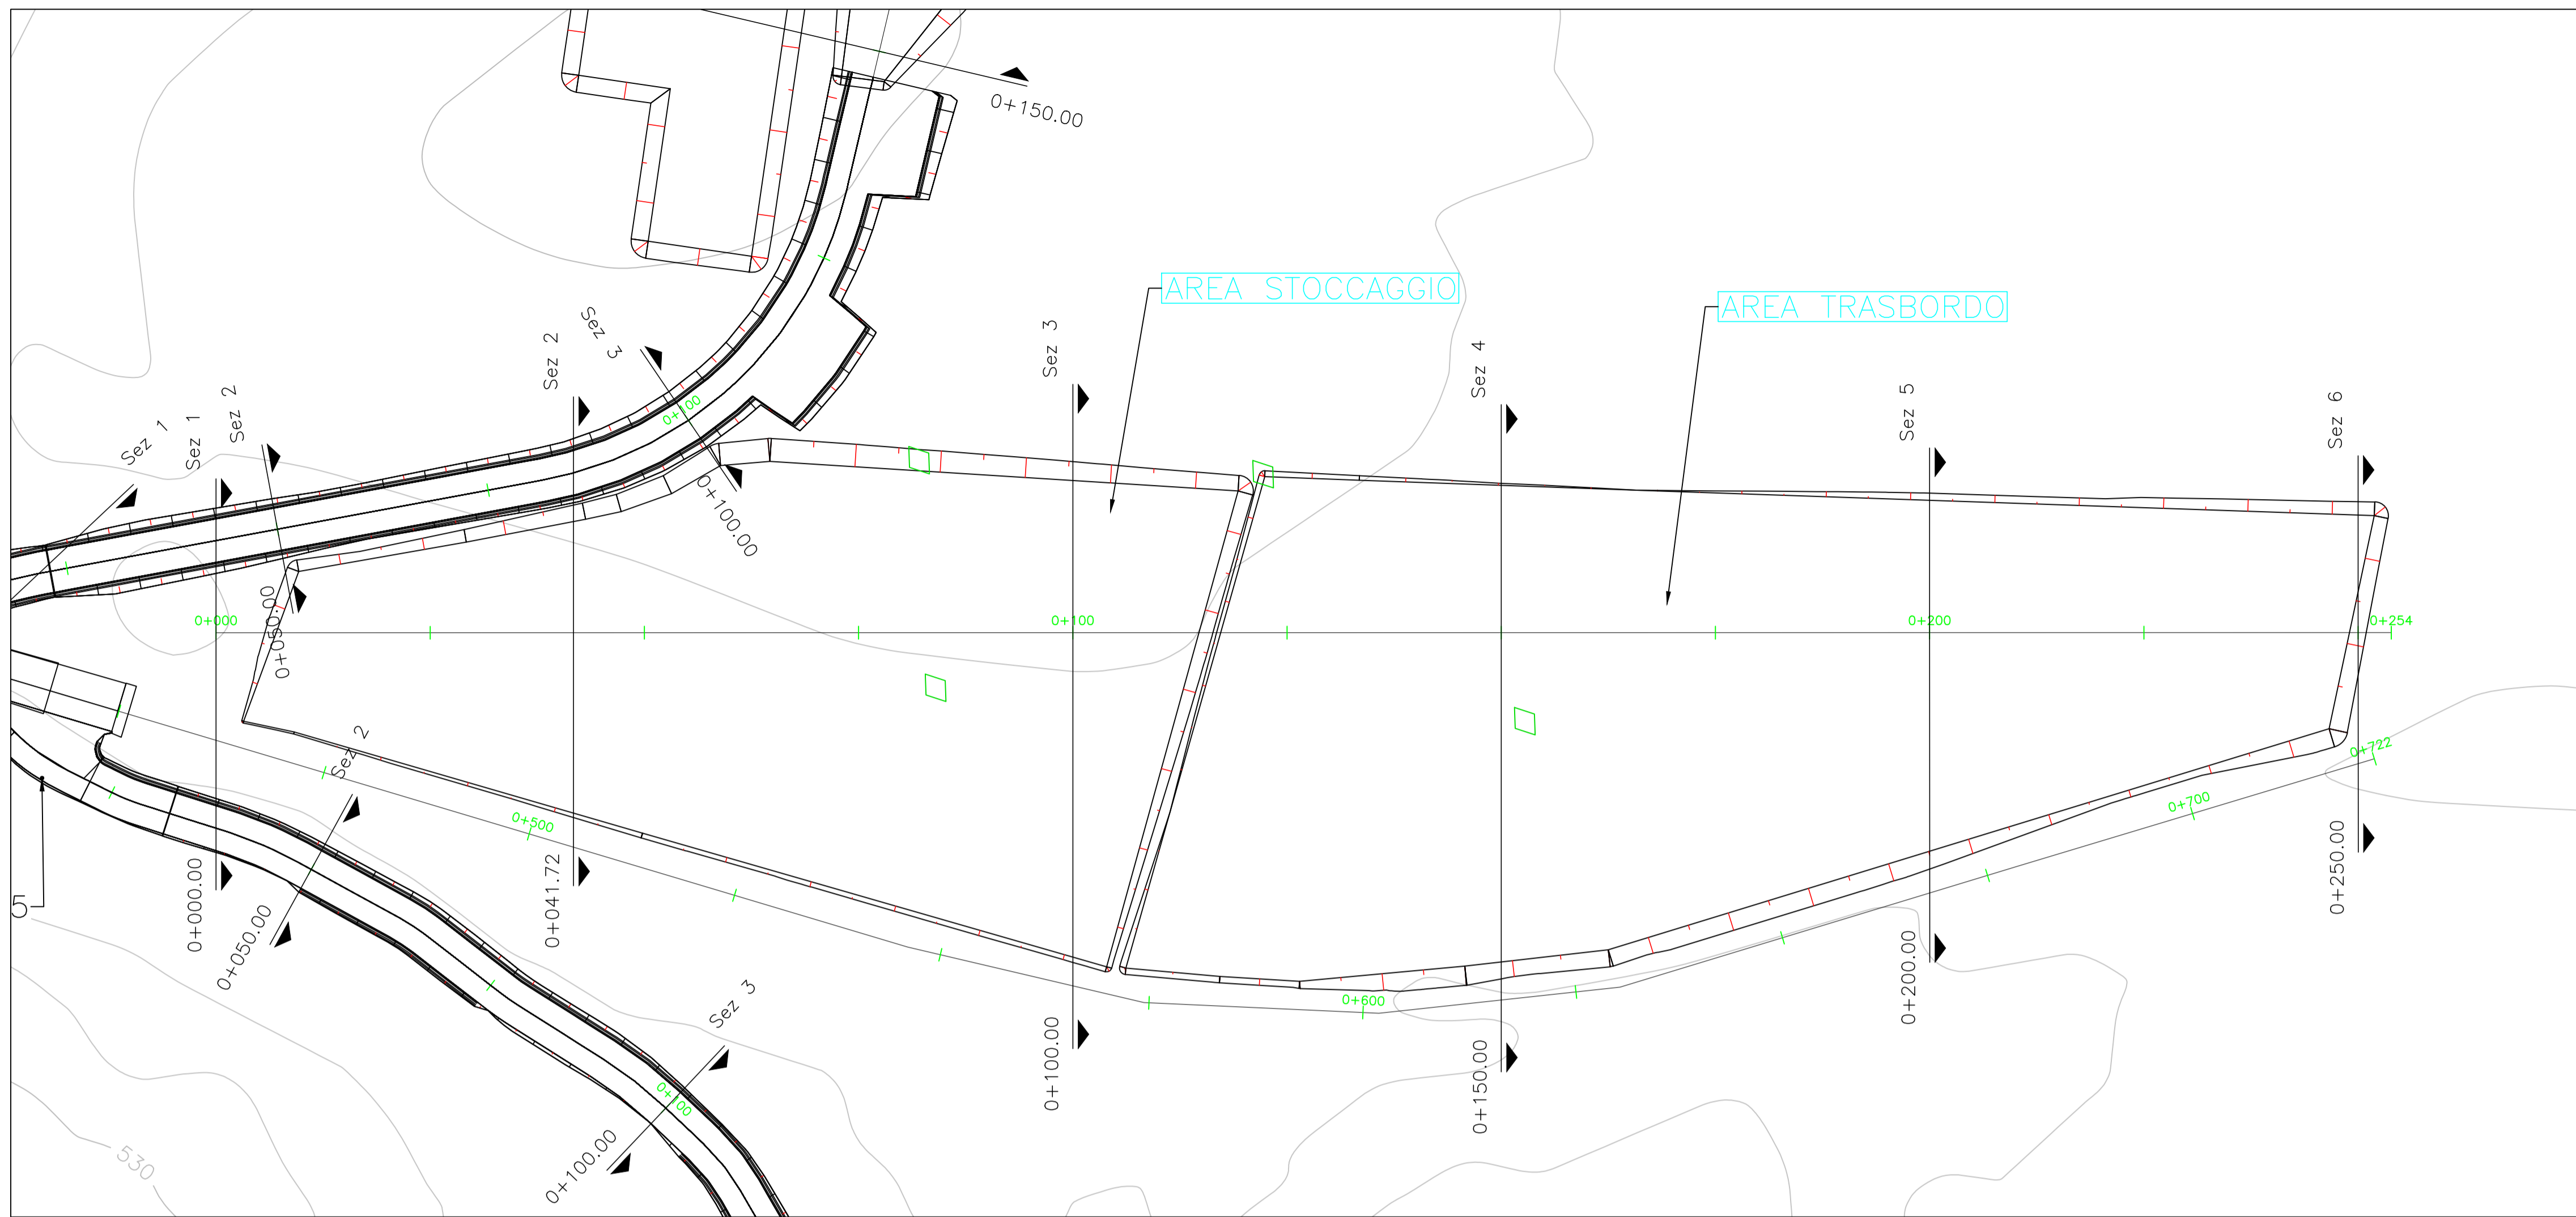 0+150.00
AREA STOCCAGGIO
AREA TRASBORDO
Sez 3
Sez 2
Sez 3
Sez 4
Sez 5
Sez 6
Sez 1
Sez 1
Sez 2
0+100
0+100.00
0+050.00
0+000
0+100
0+200
0+254
Sez 2
0+500
0+722
0+700
0+000.00
0+041.72
0+250.00
5
0+050.00
0+200.00
0+600
Sez 3
0+100.00
0+150.00
0+100
0+100.00
530